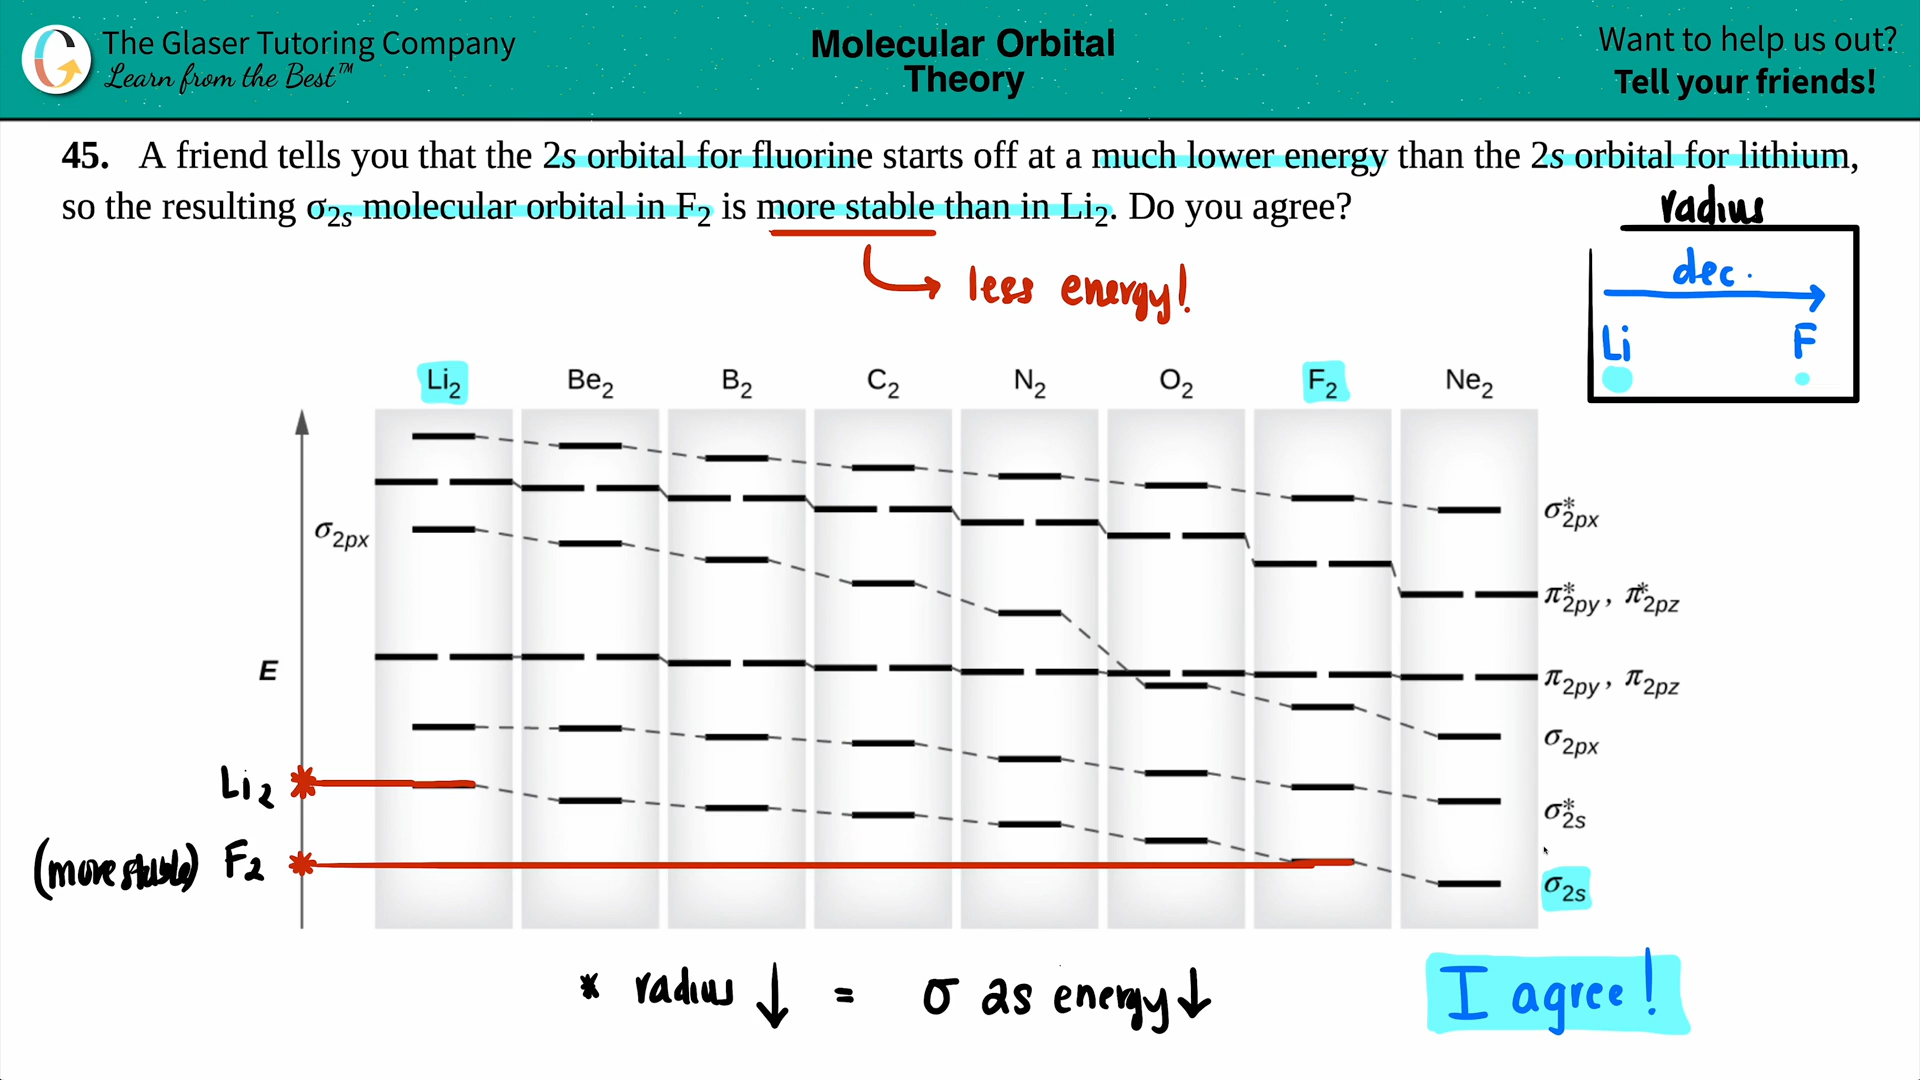 The Glaser Tutoring Company
Learn from the Best™
Molecular Orbital
Theory
Want to help us out?
Tell your friends!
45. A friend tells you that the 2s orbital for fluorine starts off at a much lower energy than the 2s orbital for lithium,
so the resulting σ₂ₛ molecular orbital in F₂ is more stable than in Li₂. Do you agree?
less energy!
radius
dec.
Li F
Li₂ Be₂ B₂ C₂ N₂ O₂ F₂ Ne₂
σ2px
E
σ*2px
π*2py, π*2pz
π2py, π2pz
σ2px
σ*2s
σ2s
Li₂
(more stable) F₂
* radius ↓ = σ 2s energy ↓
I agree!